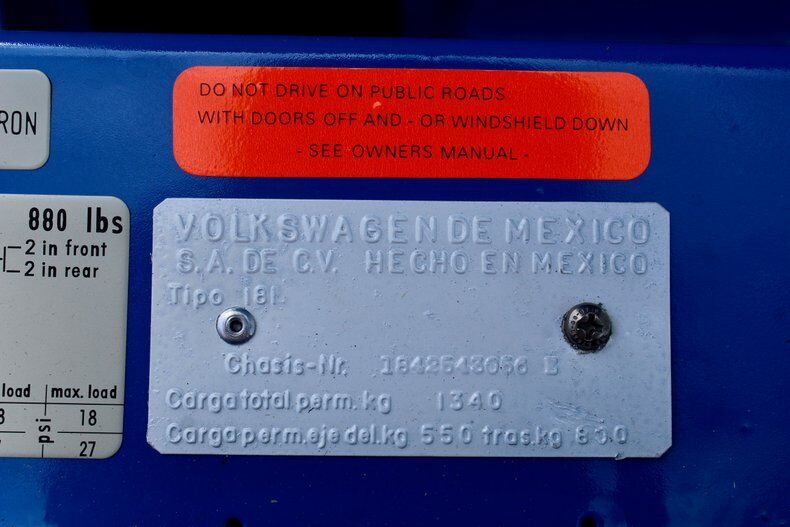 DO NOT DRIVE ON PUBLIC ROADS
WITH DOORS OFF AND - OR WINDSHIELD DOWN
- SEE OWNERS MANUAL -
RON
880 lbs
2 in front
2 in rear
load max. load
psi 18
27
VOLKSWAGEN DE MEXICO
S.A. DE C.V. HECHO EN MEXICO
Tipo 181
Chasis-Nr.
Carga total perm. kg 1340
Carga perm. eje del. kg 550 tras. kg